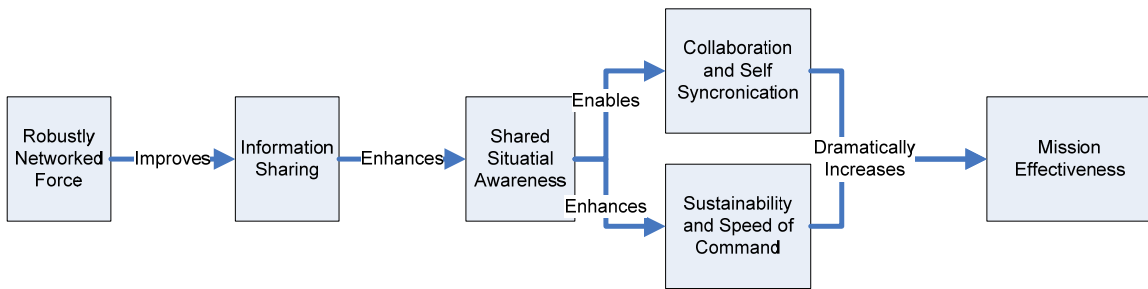 Robustly
Networked
Force
Improves
Information
Sharing
Enhances
Shared
Situatial
Awareness
Enables
Collaboration
and Self
Syncronication
Enhances
Sustainability
and Speed of
Command
Dramatically
Increases
Mission
Effectiveness